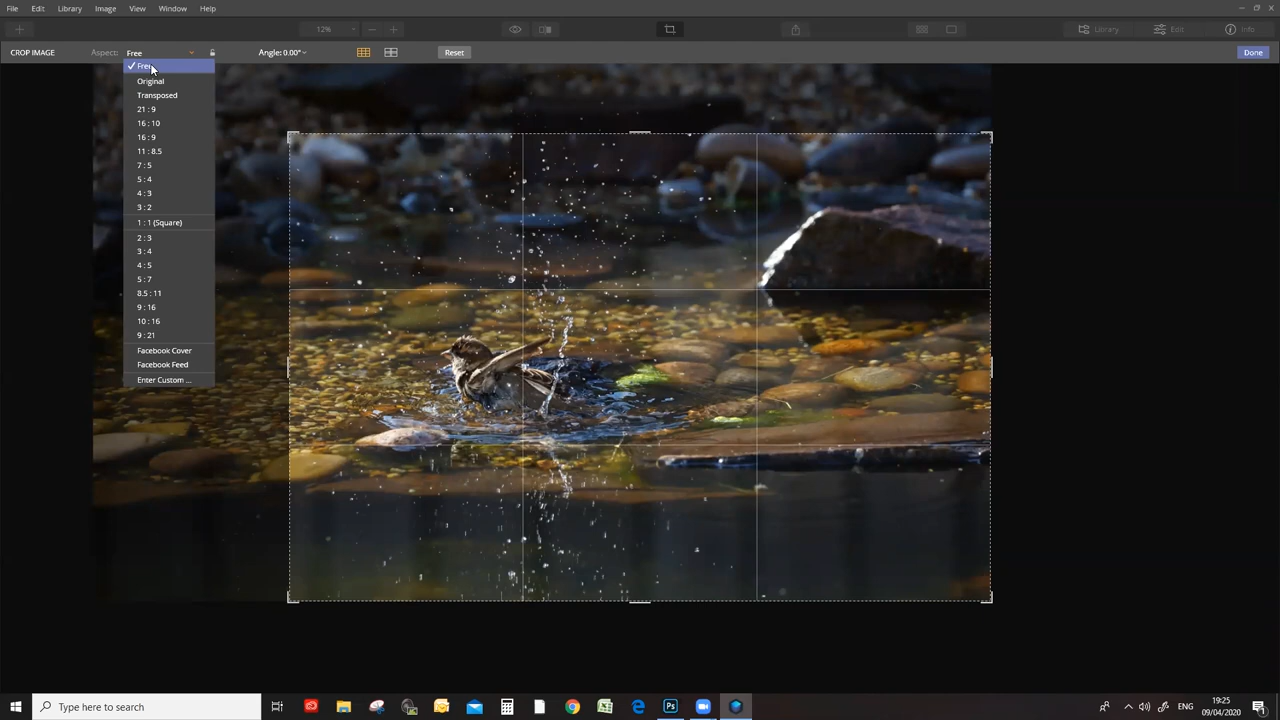 File Edit Library Image View Window Help
12%
Library Edit Info
CROP IMAGE Aspect: Free Angle: 0.00° Reset Done
Free
Original
Transposed
21 : 9
16 : 10
16 : 9
11 : 8.5
7 : 5
5 : 4
4 : 3
3 : 2
1 : 1 (Square)
2 : 3
3 : 4
4 : 5
5 : 7
8.5 : 11
9 : 16
10 : 16
9 : 21
Facebook Cover
Facebook Feed
Enter Custom ...
Type here to search
Ps
ENG
19:25
09/04/2020